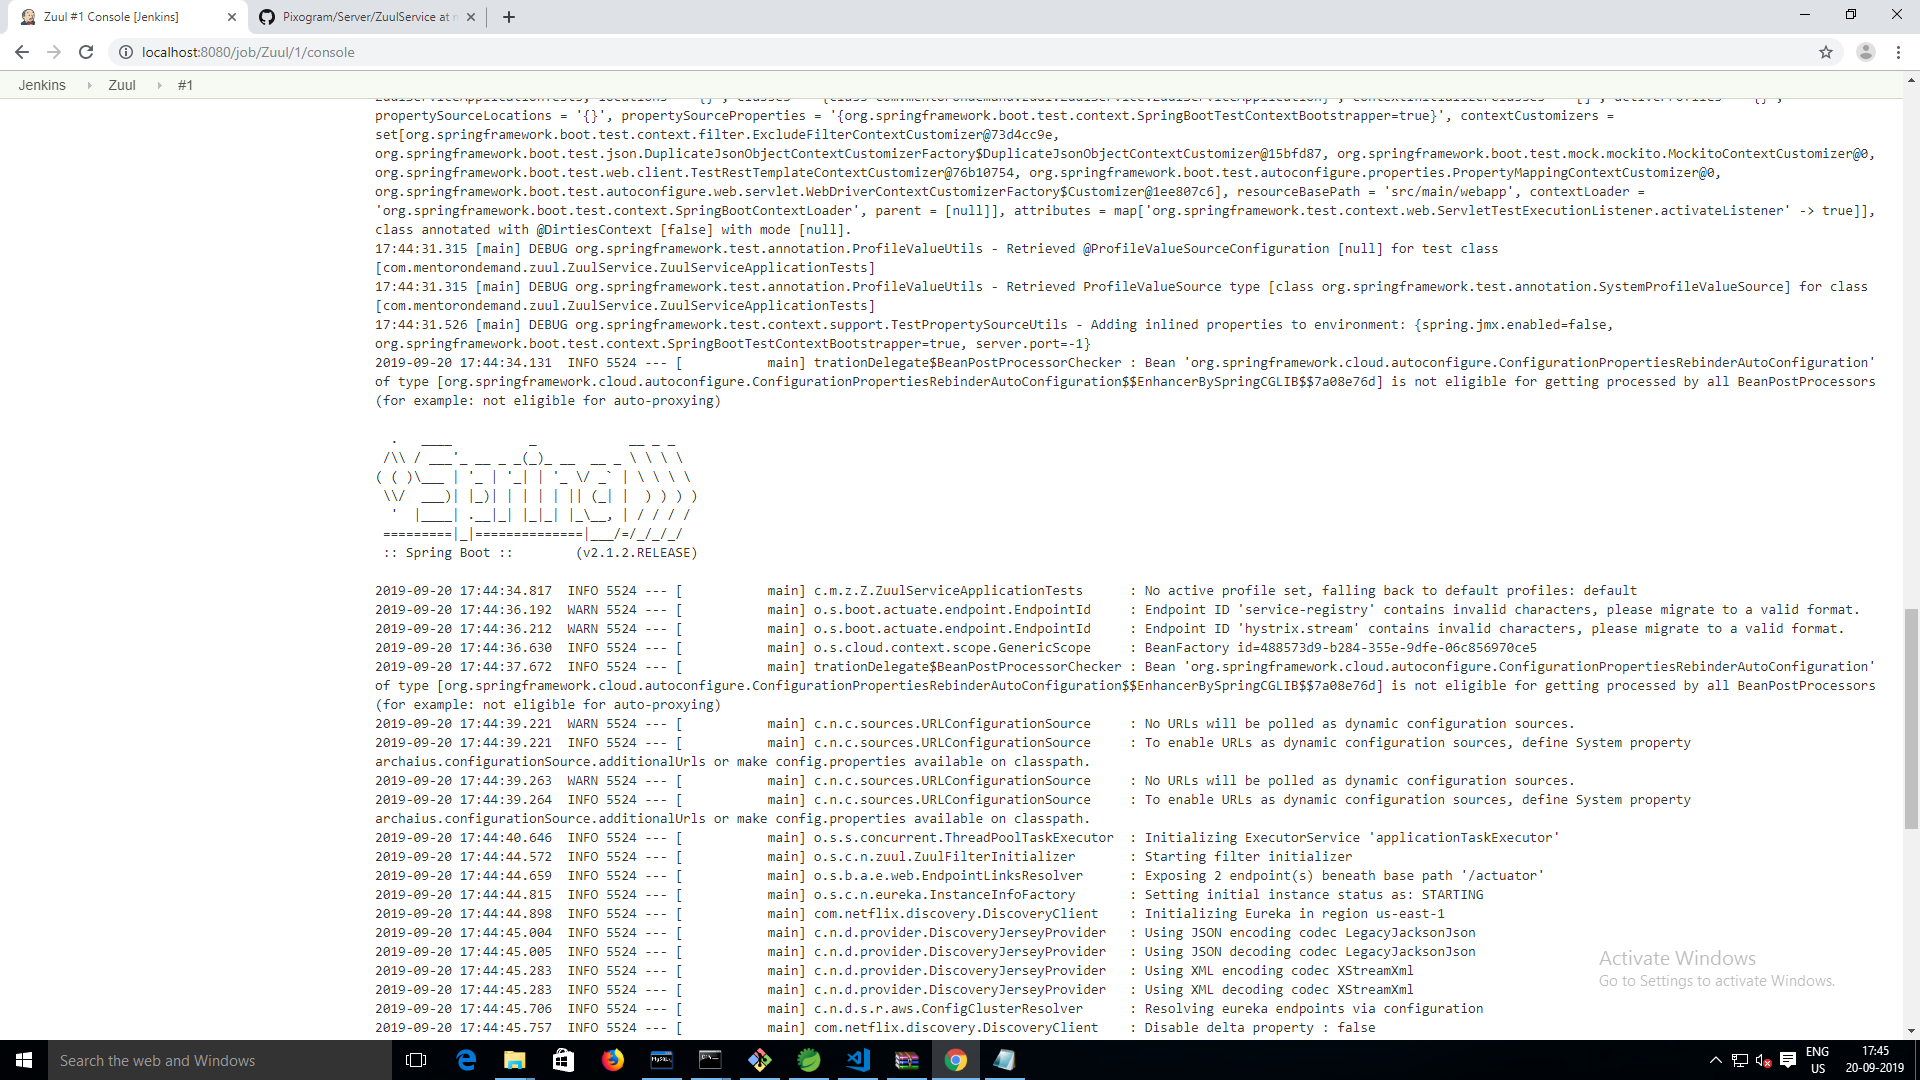 Zuul #1 Console [Jenkins]
Pixogram/Server/ZuulService at
localhost:8080/job/Zuul/1/console
Jenkins
Zuul
#1
propertySourceLocations = '{}', propertySourceProperties = '{org.springframework.boot.test.context.SpringBootTestContextBootstrapper=true}', contextCustomizers =
set[org.springframework.boot.test.context.filter.ExcludeFilterContextCustomizer@73d4cc9e,
org.springframework.boot.test.json.DuplicateJsonObjectContextCustomizerFactory$DuplicateJsonObjectContextCustomizer@15bfd87, org.springframework.boot.test.mock.mockito.MockitoContextCustomizer@0,
org.springframework.boot.test.web.client.TestRestTemplateContextCustomizer@76b10754, org.springframework.boot.test.autoconfigure.properties.PropertyMappingContextCustomizer@0,
org.springframework.boot.test.autoconfigure.web.servlet.WebDriverContextCustomizerFactory$Customizer@1ee807c6], resourceBasePath = 'src/main/webapp', contextLoader =
'org.springframework.boot.test.context.SpringBootContextLoader', parent = [null]], attributes = map['org.springframework.test.context.web.ServletTestExecutionListener.activateListener' -> true]],
class annotated with @DirtiesContext [false] with mode [null].
17:44:31.315 [main] DEBUG org.springframework.test.annotation.ProfileValueUtils - Retrieved @ProfileValueSourceConfiguration [null] for test class
[com.mentorondemand.zuul.ZuulService.ZuulServiceApplicationTests]
17:44:31.315 [main] DEBUG org.springframework.test.annotation.ProfileValueUtils - Retrieved ProfileValueSource type [class org.springframework.test.annotation.SystemProfileValueSource] for class
[com.mentorondemand.zuul.ZuulService.ZuulServiceApplicationTests]
17:44:31.526 [main] DEBUG org.springframework.test.context.support.TestPropertySourceUtils - Adding inlined properties to environment: {spring.jmx.enabled=false,
org.springframework.boot.test.context.SpringBootTestContextBootstrapper=true, server.port=-1}
2019-09-20 17:44:34.131  INFO 5524 --- [           main] trationDelegate$BeanPostProcessorChecker : Bean 'org.springframework.cloud.autoconfigure.ConfigurationPropertiesRebinderAutoConfiguration'
of type [org.springframework.cloud.autoconfigure.ConfigurationPropertiesRebinderAutoConfiguration$$EnhancerBySpringCGLIB$$7a08e76d] is not eligible for getting processed by all BeanPostProcessors
(for example: not eligible for auto-proxying)
  .   ____          _            __ _ _
 /\\ / ___'_ __ _ _(_)_ __  __ _ \ \ \ \
( ( )\___ | '_ | '_| | '_ \/ _` | \ \ \ \
 \\/  ___)| |_)| | | | | || (_| |  ) ) ) )
  '  |____| .__|_| |_|_| |_\__, | / / / /
 =========|_|==============|___/=/_/_/_/
 :: Spring Boot ::        (v2.1.2.RELEASE)
2019-09-20 17:44:34.817  INFO 5524 --- [           main] c.m.z.Z.ZuulServiceApplicationTests      : No active profile set, falling back to default profiles: default
2019-09-20 17:44:36.192  WARN 5524 --- [           main] o.s.boot.actuate.endpoint.EndpointId     : Endpoint ID 'service-registry' contains invalid characters, please migrate to a valid format.
2019-09-20 17:44:36.212  WARN 5524 --- [           main] o.s.boot.actuate.endpoint.EndpointId     : Endpoint ID 'hystrix.stream' contains invalid characters, please migrate to a valid format.
2019-09-20 17:44:36.630  INFO 5524 --- [           main] o.s.cloud.context.scope.GenericScope     : BeanFactory id=488573d9-b284-355e-9dfe-06c856970ce5
2019-09-20 17:44:37.672  INFO 5524 --- [           main] trationDelegate$BeanPostProcessorChecker : Bean 'org.springframework.cloud.autoconfigure.ConfigurationPropertiesRebinderAutoConfiguration'
of type [org.springframework.cloud.autoconfigure.ConfigurationPropertiesRebinderAutoConfiguration$$EnhancerBySpringCGLIB$$7a08e76d] is not eligible for getting processed by all BeanPostProcessors
(for example: not eligible for auto-proxying)
2019-09-20 17:44:39.221  WARN 5524 --- [           main] c.n.c.sources.URLConfigurationSource     : No URLs will be polled as dynamic configuration sources.
2019-09-20 17:44:39.221  INFO 5524 --- [           main] c.n.c.sources.URLConfigurationSource     : To enable URLs as dynamic configuration sources, define System property
archaius.configurationSource.additionalUrls or make config.properties available on classpath.
2019-09-20 17:44:39.263  WARN 5524 --- [           main] c.n.c.sources.URLConfigurationSource     : No URLs will be polled as dynamic configuration sources.
2019-09-20 17:44:39.264  INFO 5524 --- [           main] c.n.c.sources.URLConfigurationSource     : To enable URLs as dynamic configuration sources, define System property
archaius.configurationSource.additionalUrls or make config.properties available on classpath.
2019-09-20 17:44:40.646  INFO 5524 --- [           main] o.s.s.concurrent.ThreadPoolTaskExecutor  : Initializing ExecutorService 'applicationTaskExecutor'
2019-09-20 17:44:44.572  INFO 5524 --- [           main] o.s.c.n.zuul.ZuulFilterInitializer       : Starting filter initializer
2019-09-20 17:44:44.659  INFO 5524 --- [           main] o.s.b.a.e.web.EndpointLinksResolver      : Exposing 2 endpoint(s) beneath base path '/actuator'
2019-09-20 17:44:44.815  INFO 5524 --- [           main] o.s.c.n.eureka.InstanceInfoFactory       : Setting initial instance status as: STARTING
2019-09-20 17:44:44.898  INFO 5524 --- [           main] com.netflix.discovery.DiscoveryClient    : Initializing Eureka in region us-east-1
2019-09-20 17:44:45.004  INFO 5524 --- [           main] c.n.d.provider.DiscoveryJerseyProvider   : Using JSON encoding codec LegacyJacksonJson
2019-09-20 17:44:45.005  INFO 5524 --- [           main] c.n.d.provider.DiscoveryJerseyProvider   : Using JSON decoding codec LegacyJacksonJson
2019-09-20 17:44:45.283  INFO 5524 --- [           main] c.n.d.provider.DiscoveryJerseyProvider   : Using XML encoding codec XStreamXml
2019-09-20 17:44:45.283  INFO 5524 --- [           main] c.n.d.provider.DiscoveryJerseyProvider   : Using XML decoding codec XStreamXml
2019-09-20 17:44:45.706  INFO 5524 --- [           main] c.n.d.s.r.aws.ConfigClusterResolver      : Resolving eureka endpoints via configuration
2019-09-20 17:44:45.757  INFO 5524 --- [           main] com.netflix.discovery.DiscoveryClient    : Disable delta property : false
Activate Windows
Go to Settings to activate Windows.
Search the web and Windows
ENG
US
17:45
20-09-2019